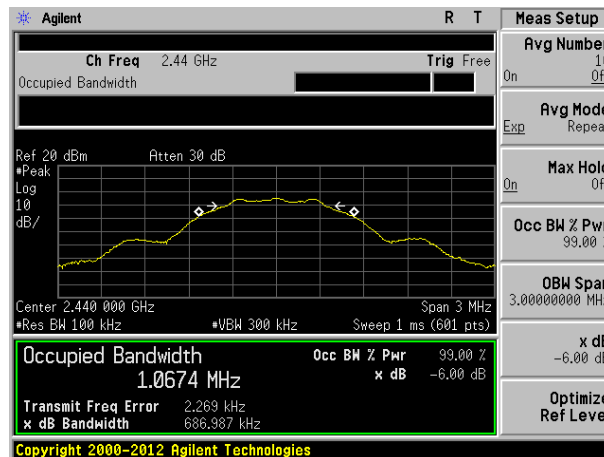 Agilent R T
Meas Setup
Ch Freq 2.44 GHz Trig Free
Occupied Bandwidth
Avg Number
On
Avg Mode
Exp Repeat
Max Hold
On
Occ BW % Pwr
99.00 %
OBW Span
3.00000000 MHz
x dB
-6.00 dB
Optimize
Ref Level
Ref 20 dBm Atten 30 dB
#Peak
Log
10
dB/
Center 2.440 000 GHz Span 3 MHz
#Res BW 100 kHz #VBW 300 kHz Sweep 1 ms (601 pts)
Occupied Bandwidth Occ BW % Pwr 99.00 %
1.0674 MHz x dB -6.00 dB
Transmit Freq Error 2.269 kHz
x dB Bandwidth 686.987 kHz
Copyright 2000-2012 Agilent Technologies